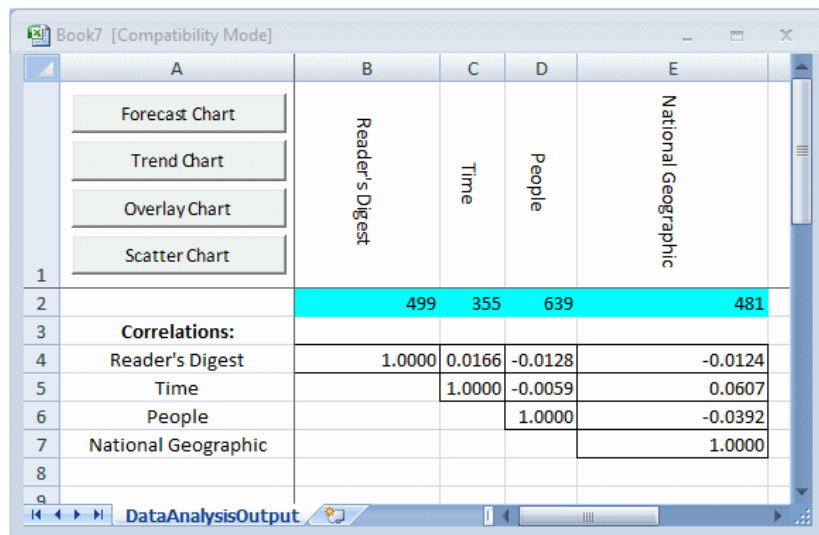 Book7 [Compatibility Mode]
A B C D E
Forecast Chart
Trend Chart
Overlay Chart
Scatter Chart
Reader's Digest
Time
People
National Geographic
1
2 499 355 639 481
3 Correlations:
4 Reader's Digest 1.0000 0.0166 -0.0128 -0.0124
5 Time 1.0000 -0.0059 0.0607
6 People 1.0000 -0.0392
7 National Geographic 1.0000
8
9
DataAnalysisOutput